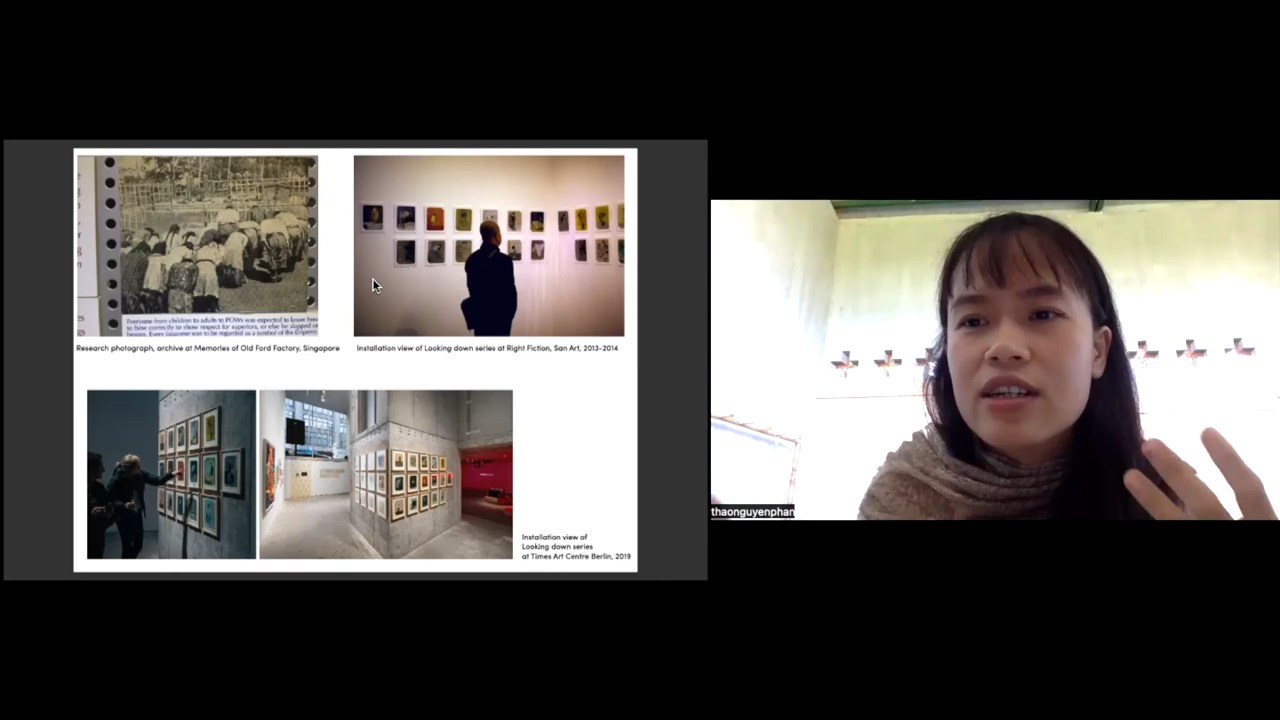 Everyone from children to adults to POWs was expected to know how
to how correctly to show respect for superiors, or else be slapped or
beaten. Every Japanese was to be regarded as a symbol of the Emperor
Research photograph, archive at Memories of Old Ford Factory, Singapore
Installation view of Looking down series at Right Fiction, San Art, 2013-2014
Installation view of
Looking down series
at Times Art Centre Berlin, 2019
thaonguyenphan